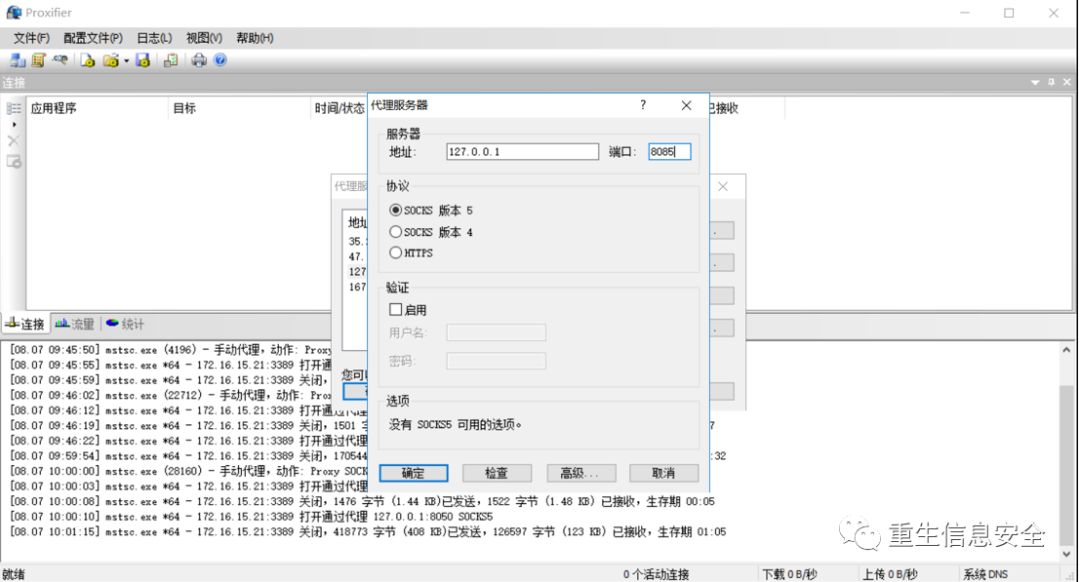 Proxifier
文件(F) 配置文件(P) 日志(L) 视图(V) 帮助(H)
连接
应用程序 目标 时间/状态 已接收
代理服务器 ?
服务器
地址: 127.0.0.1 端口: 8085
协议
SOCKS 版本 5
SOCKS 版本 4
HTTPS
验证
启用
用户名:
密码:
选项
没有 SOCKS5 可用的选项。
确定 检查 高级... 取消
代理服
地址
35.
47.
127
167
您可
连接 流量 统计
[08.07 09:45:50] mstsc.exe (4196) - 手动代理，动作: Proxy
[08.07 09:45:55] mstsc.exe *64 - 172.16.15.21:3389 打开通
[08.07 09:45:59] mstsc.exe *64 - 172.16.15.21:3389 关闭，
[08.07 09:46:02] mstsc.exe (22712) - 手动代理，动作: Pro
[08.07 09:46:12] mstsc.exe *64 - 172.16.15.21:3389 打开通过代理
[08.07 09:46:19] mstsc.exe *64 - 172.16.15.21:3389 关闭，1501 字 7
[08.07 09:46:22] mstsc.exe *64 - 172.16.15.21:3389 打开通过代理
[08.07 09:59:54] mstsc.exe *64 - 172.16.15.21:3389 关闭，170544 :32
[08.07 10:00:00] mstsc.exe (28160) - 手动代理，动作: Proxy SOCK
[08.07 10:00:03] mstsc.exe *64 - 172.16.15.21:3389 打开通过代理
[08.07 10:00:08] mstsc.exe *64 - 172.16.15.21:3389 关闭，1476 字节 (1.44 KB)已发送，1522 字节 (1.48 KB) 已接收，生存期 00:05
[08.07 10:00:10] mstsc.exe *64 - 172.16.15.21:3389 打开通过代理 127.0.0.1:8050 SOCKS5
[08.07 10:01:15] mstsc.exe *64 - 172.16.15.21:3389 关闭，418773 字节 (408 KB)已发送，126597 字节 (123 KB) 已接收，生存期 01:05
重生信息安全
就绪 0 个活动连接 下载 0 B/秒 上传 0 B/秒 系统 DNS